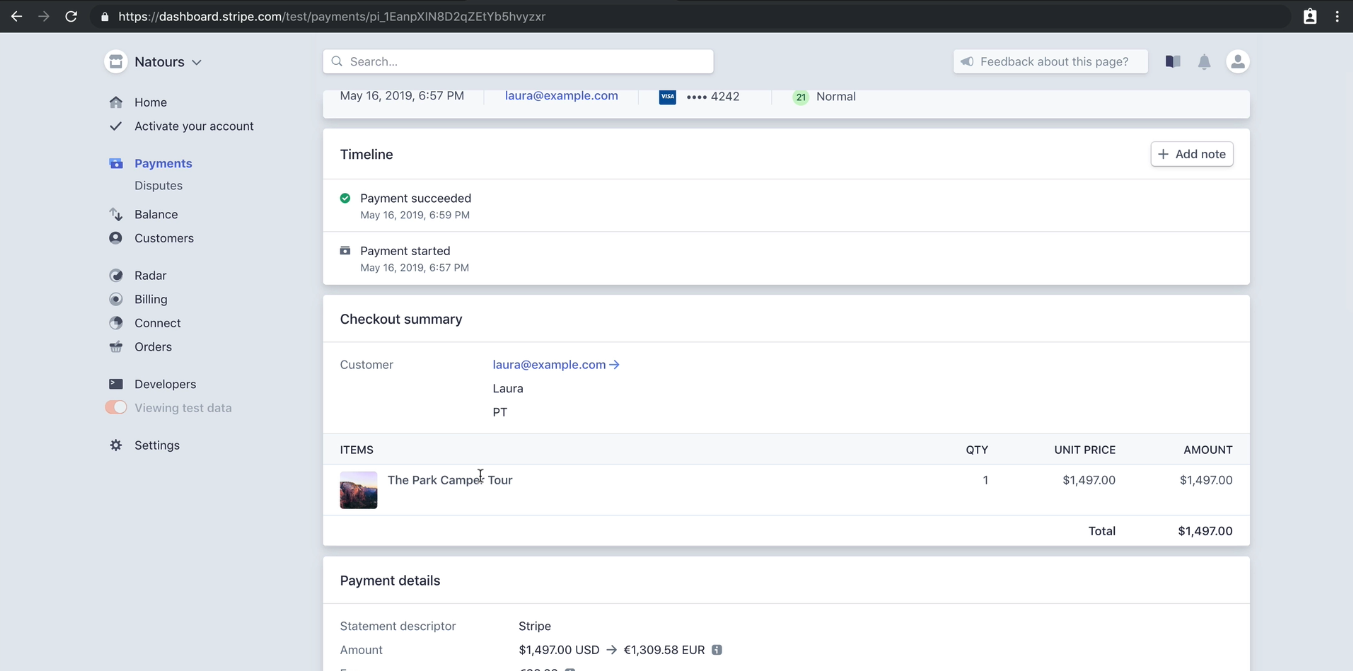 https://dashboard.stripe.com/test/payments/pi_1EanpXIN8D2qZEtYb5hvyzxr
Natours
Search...
Feedback about this page?
Home
Activate your account
Payments
Disputes
Balance
Customers
Radar
Billing
Connect
Orders
Developers
Viewing test data
Settings
May 16, 2019, 6:57 PM laura@example.com VISA •••• 4242 21 Normal
Timeline
+ Add note
Payment succeeded
May 16, 2019, 6:59 PM
Payment started
May 16, 2019, 6:57 PM
Checkout summary
Customer laura@example.com →
Laura
PT
ITEMS QTY UNIT PRICE AMOUNT
The Park Camper Tour 1 $1,497.00 $1,497.00
Total $1,497.00
Payment details
Statement descriptor Stripe
Amount $1,497.00 USD → €1,309.58 EUR